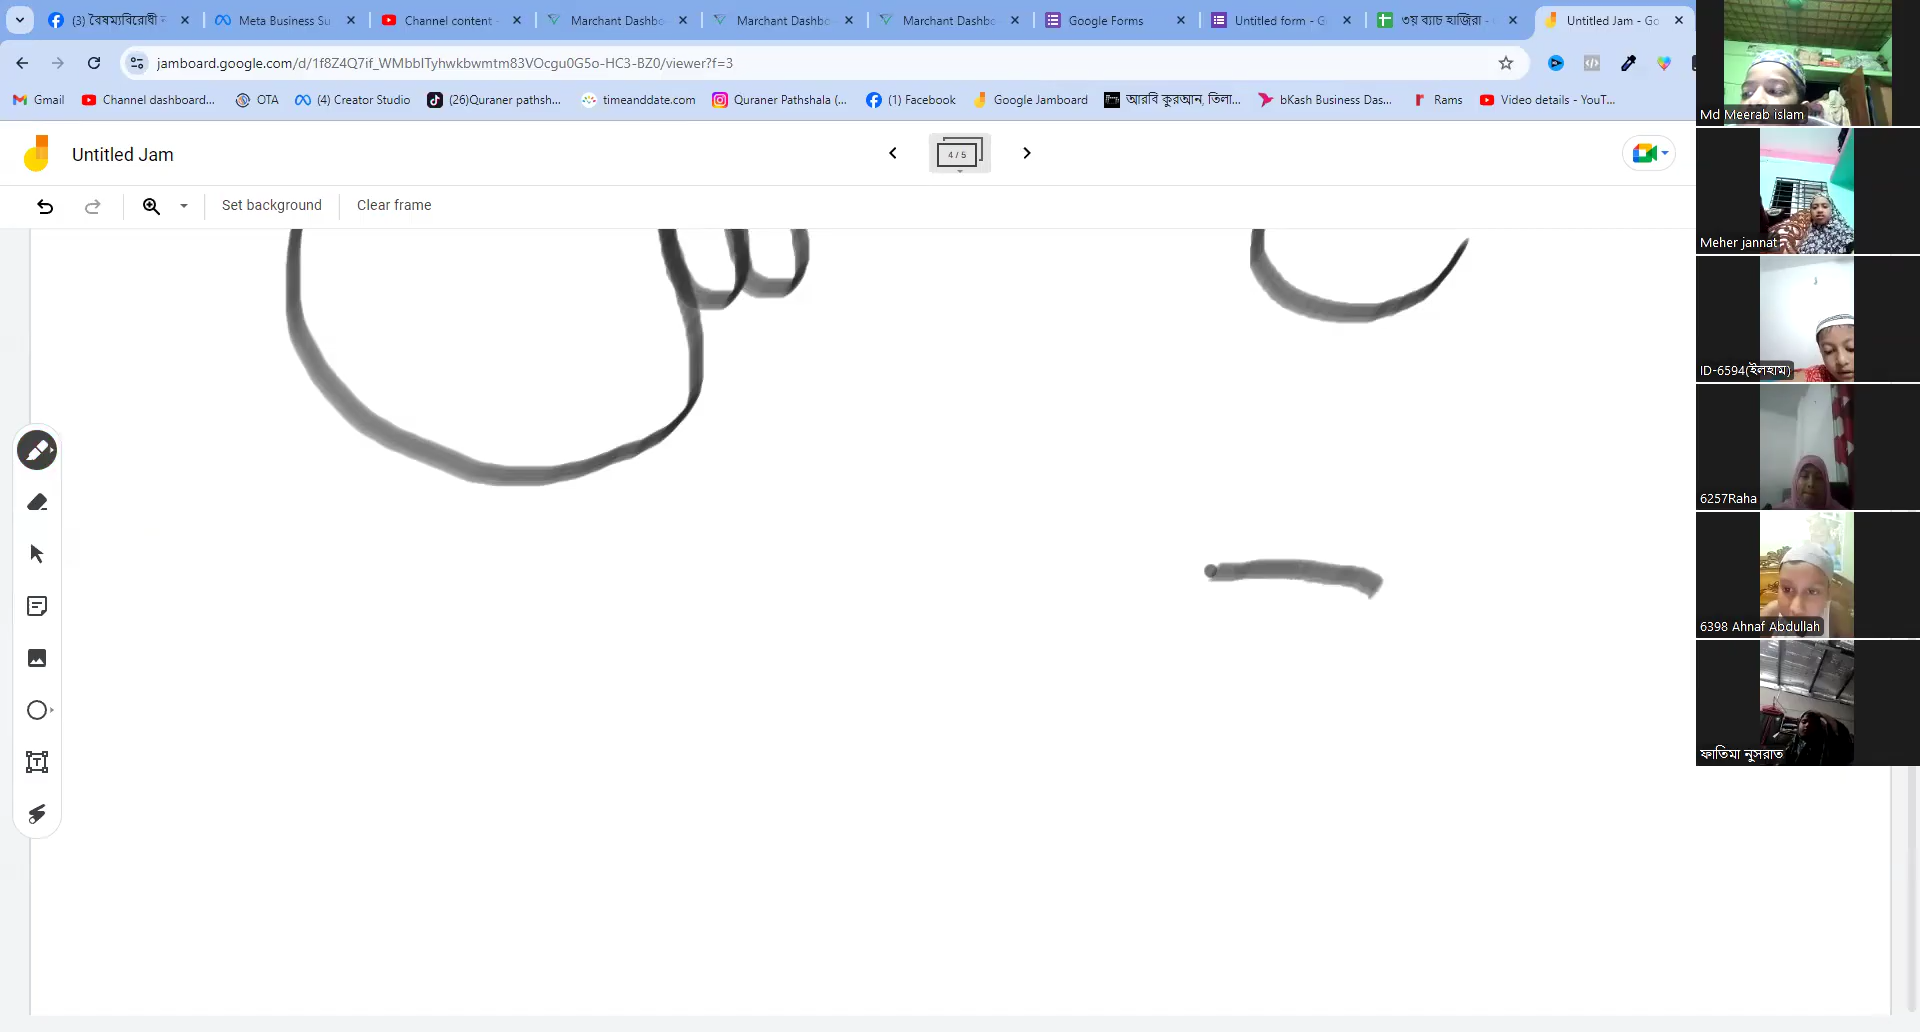 (3) বৈষম্যবিরোধী
Meta Business Su
Channel content -
Marchant Dashbo
Marchant Dashbo
Marchant Dashbo
Google Forms
Untitled form - G
৩য় ব্যাচ হাজিরা -
Untitled Jam - Go
jamboard.google.com/d/1f8Z4Q7if_WMbbITyhwkbwmtm83VOcgu0G5o-HC3-BZ0/viewer?f=3
Gmail
Channel dashboard...
OTA
(4) Creator Studio
(26)Quraner pathsh...
timeanddate.com
Quraner Pathshala (...
(1) Facebook
Google Jamboard
আরবি কুরআন, তিলা...
bKash Business Das...
Rams
Video details - YouT...
Untitled Jam
4 / 5
Set background
Clear frame
Md Meerab islam
Meher jannat
ID-6594(ইলহাম)
6257Raha
6398 Ahnaf Abdullah
ফাতিমা নুসরাত